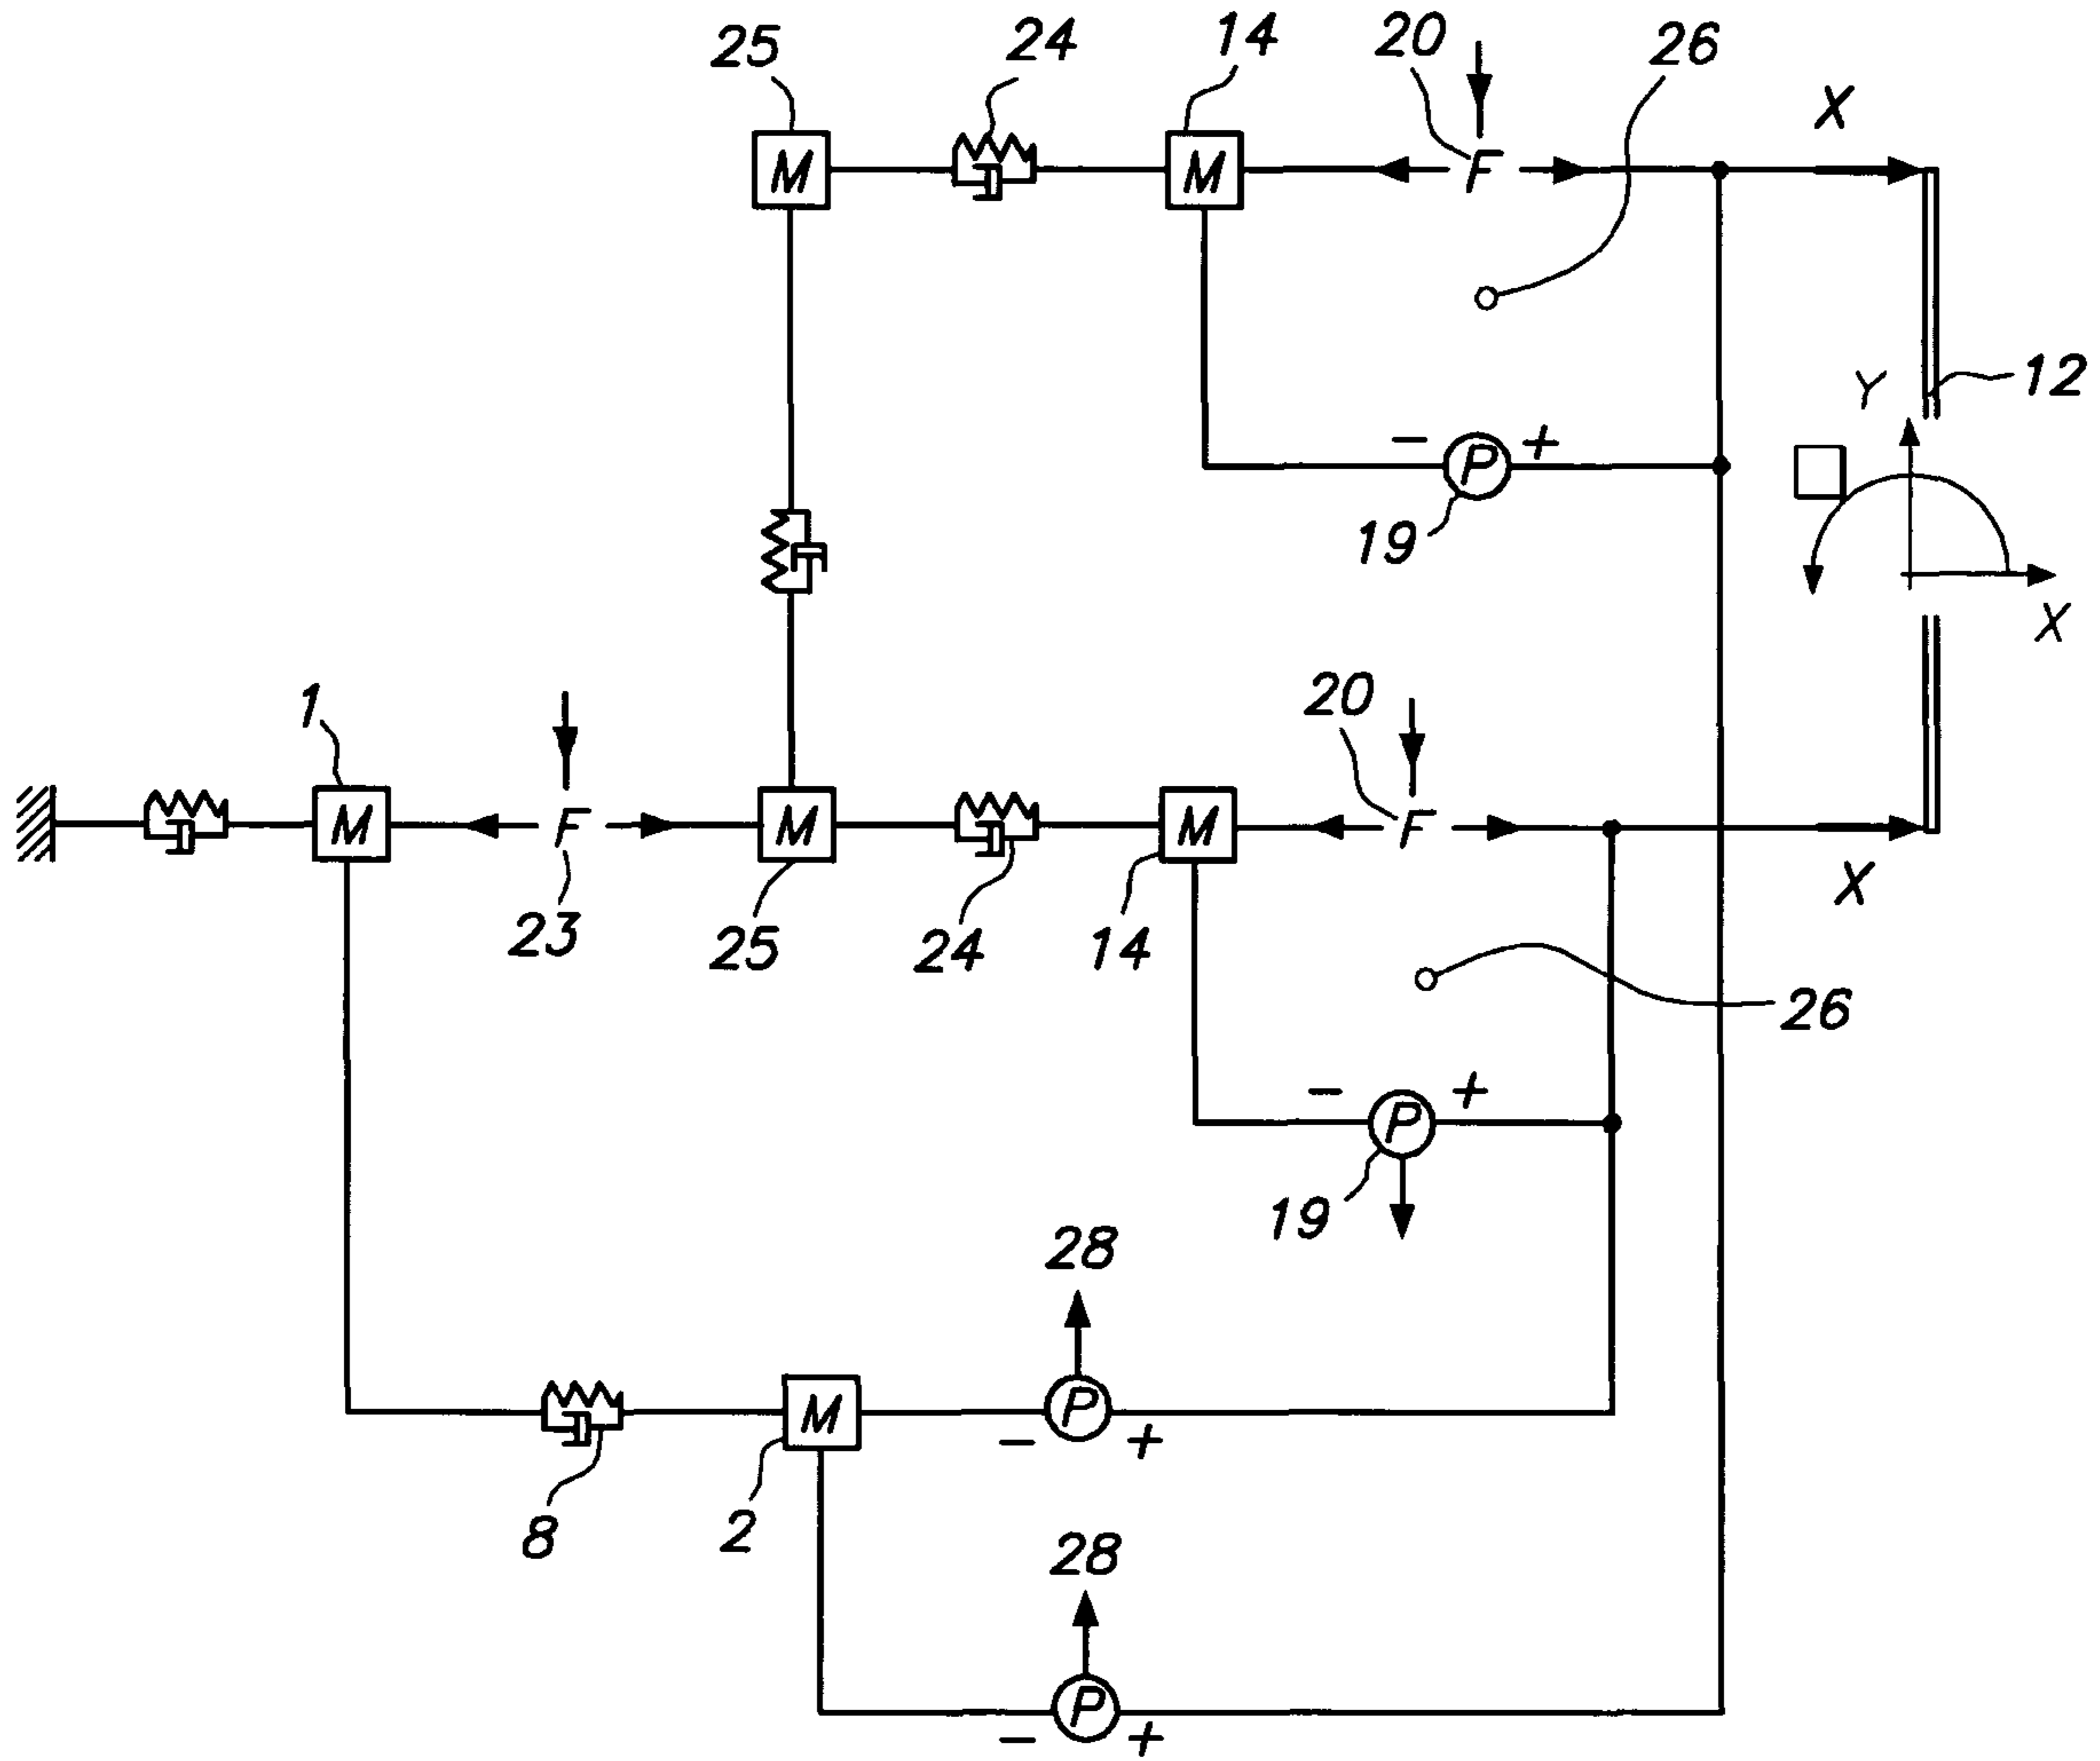 25 24 14 20 26
X
M M F
12
Y
- P +
19
X
1 20
M F M M F
23 25 24 14 X
26
- P +
19
28
M P
- +
8 2
28
P
- +